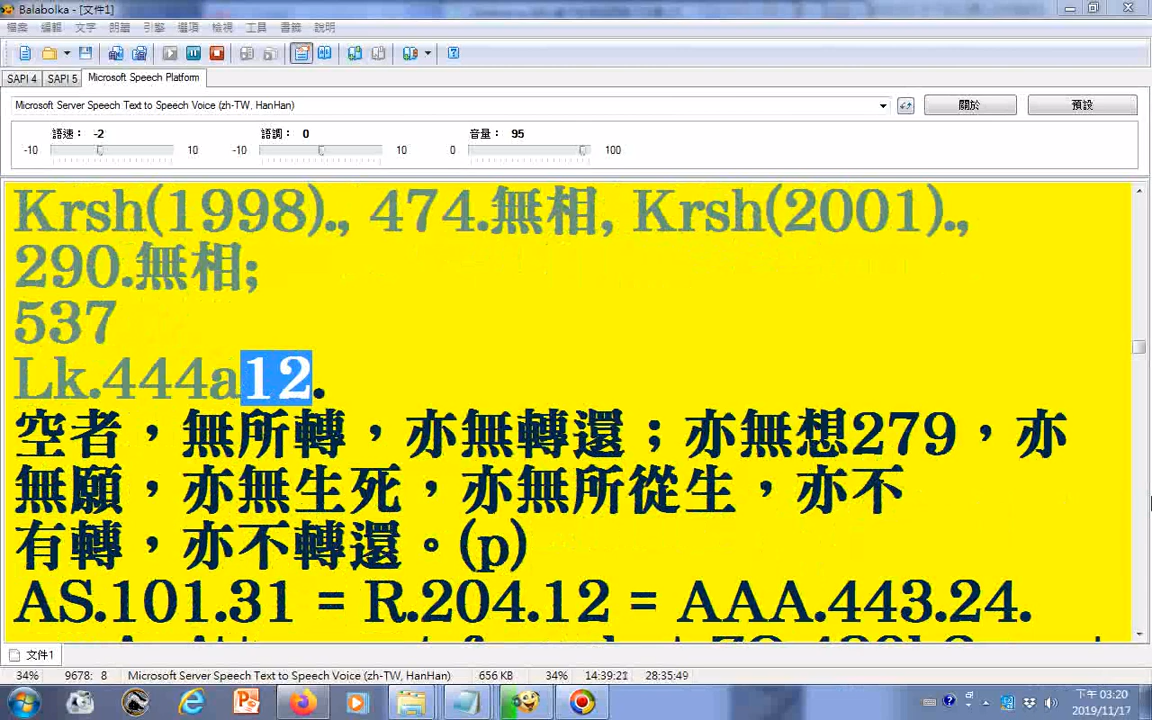 Balabolka - [文件1]
檔案 編輯 文字 朗讀 引擎 選項 檢視 工具 書籤 說明
SAPI 4 SAPI 5 Microsoft Speech Platform
Microsoft Server Speech Text to Speech Voice (zh-TW, HanHan) 關於 預設
語速： -2 語調： 0 音量： 95
-10 10 -10 10 0 100
Krsh(1998)., 474.無相, Krsh(2001).,
290.無相;
537
Lk.444a12.
空者，無所轉，亦無轉還；亦無想279，亦
無願，亦無生死，亦無所從生，亦不
有轉，亦不轉還。(p)
AS.101.31 = R.204.12 = AAA.443.24.
文件1
34% 9678: 8 Microsoft Server Speech Text to Speech Voice (zh-TW, HanHan) 656 KB 34% 14:39:21 28:35:49
下午 03:20
2019/11/17